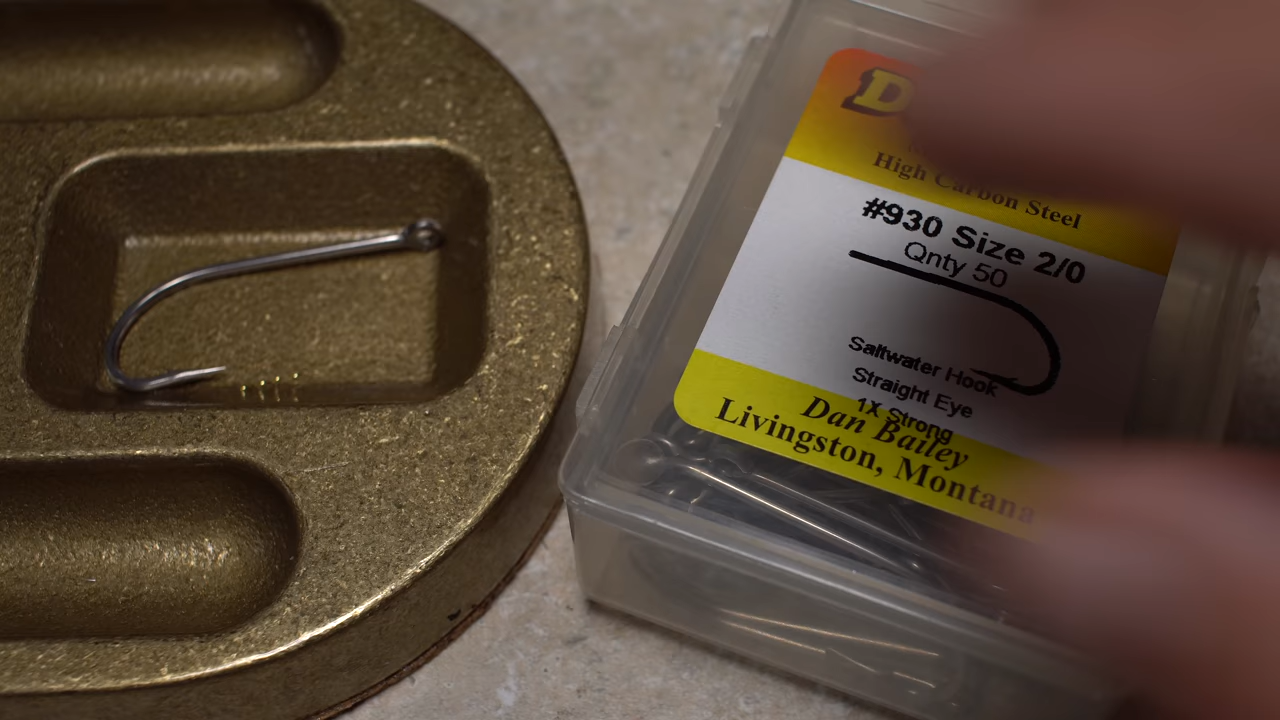 D
High Carbon Steel
#930 Size 2/0
Qnty 50
Saltwater Hook
Straight Eye
1X Strong
Dan Bailey
Livingston, Montana